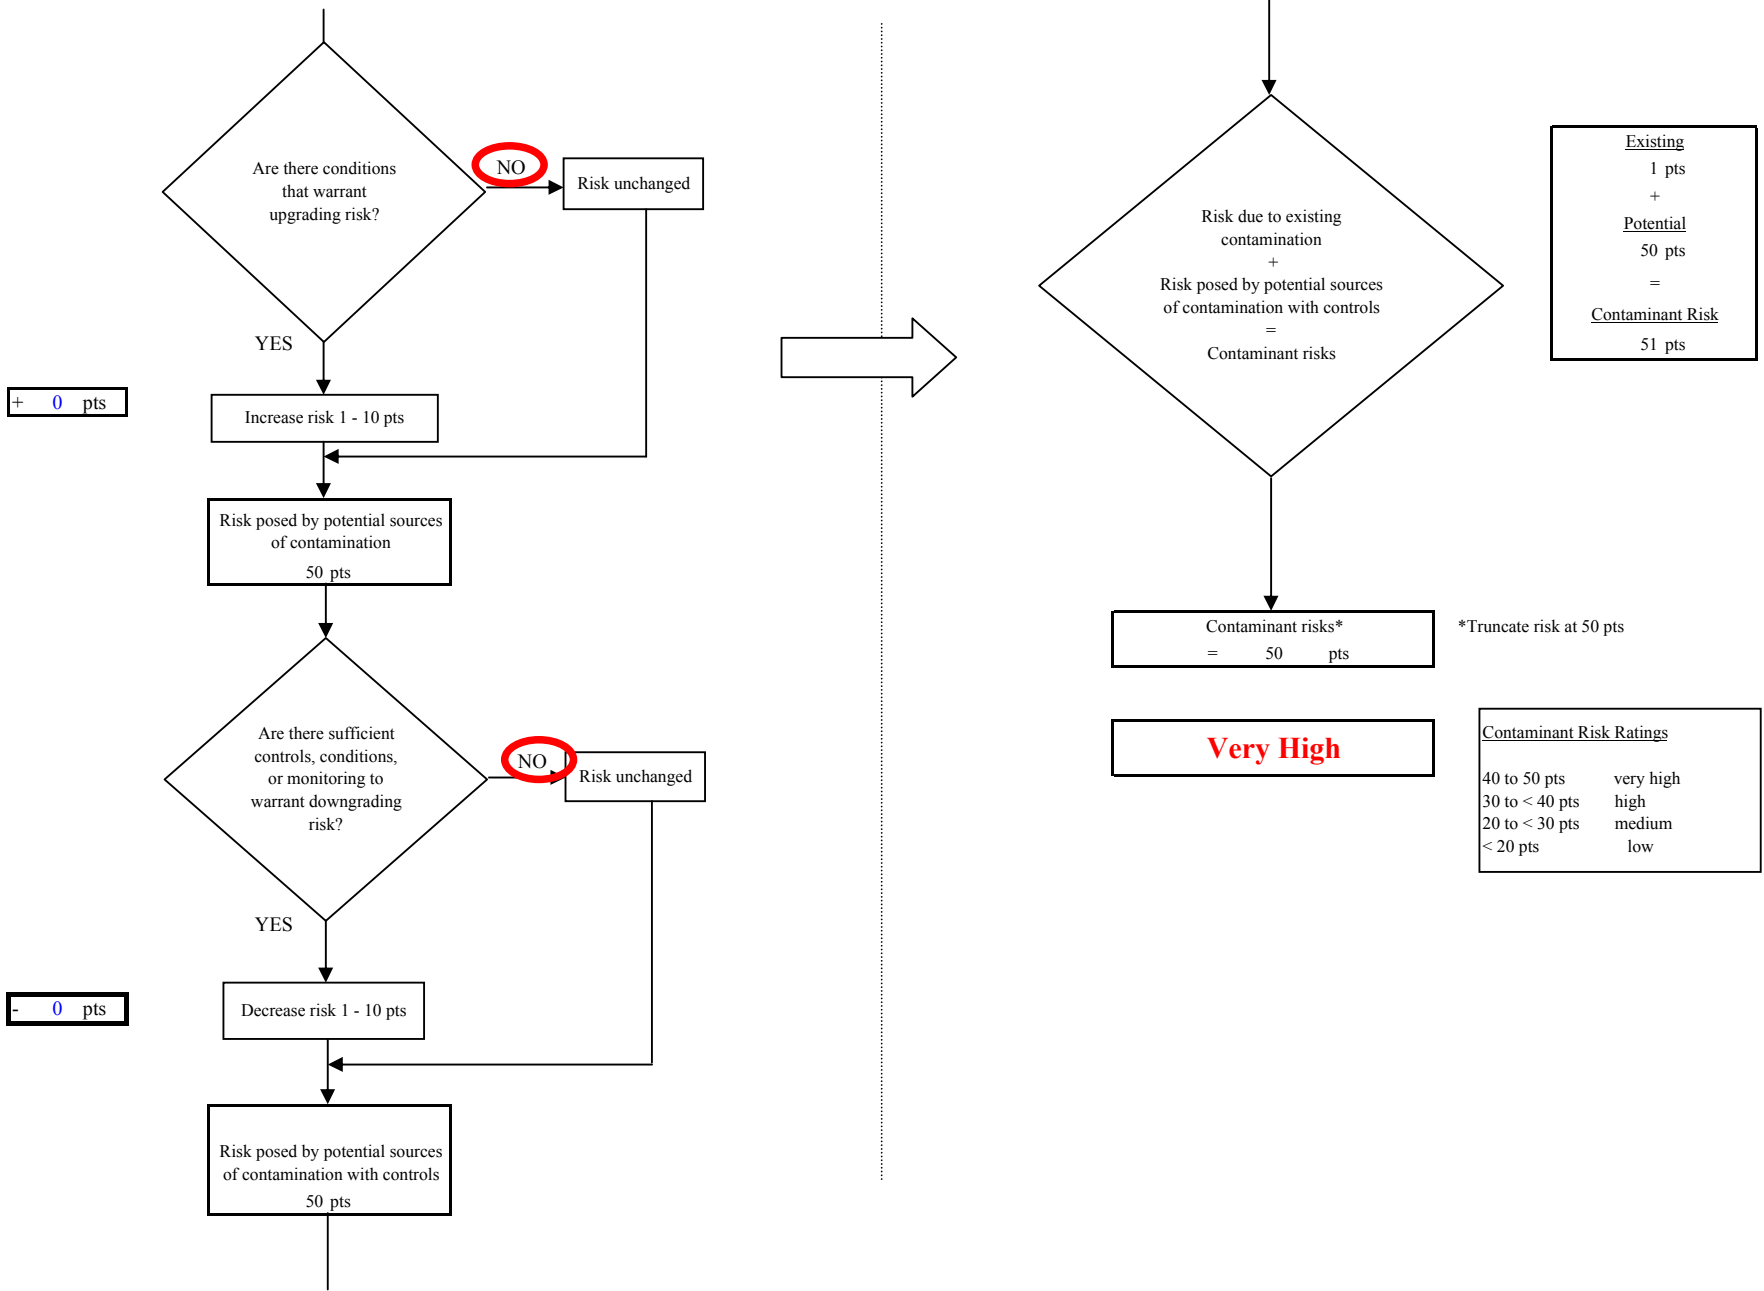 Are there conditions
that warrant
upgrading risk?
NO
Risk unchanged
YES
+ 0 pts
Increase risk 1 - 10 pts
Risk posed by potential sources
of contamination
50 pts
Are there sufficient
controls, conditions,
or monitoring to
warrant downgrading
risk?
NO
Risk unchanged
YES
- 0 pts
Decrease risk 1 - 10 pts
Risk posed by potential sources
of contamination with controls
50 pts
Risk due to existing
contamination
+
Risk posed by potential sources
of contamination with controls
=
Contaminant risks
Existing
1 pts
+
Potential
50 pts
=
Contaminant Risk
51 pts
Contaminant risks*
= 50 pts
*Truncate risk at 50 pts
Very High
Contaminant Risk Ratings
40 to 50 pts very high
30 to < 40 pts high
20 to < 30 pts medium
< 20 pts low